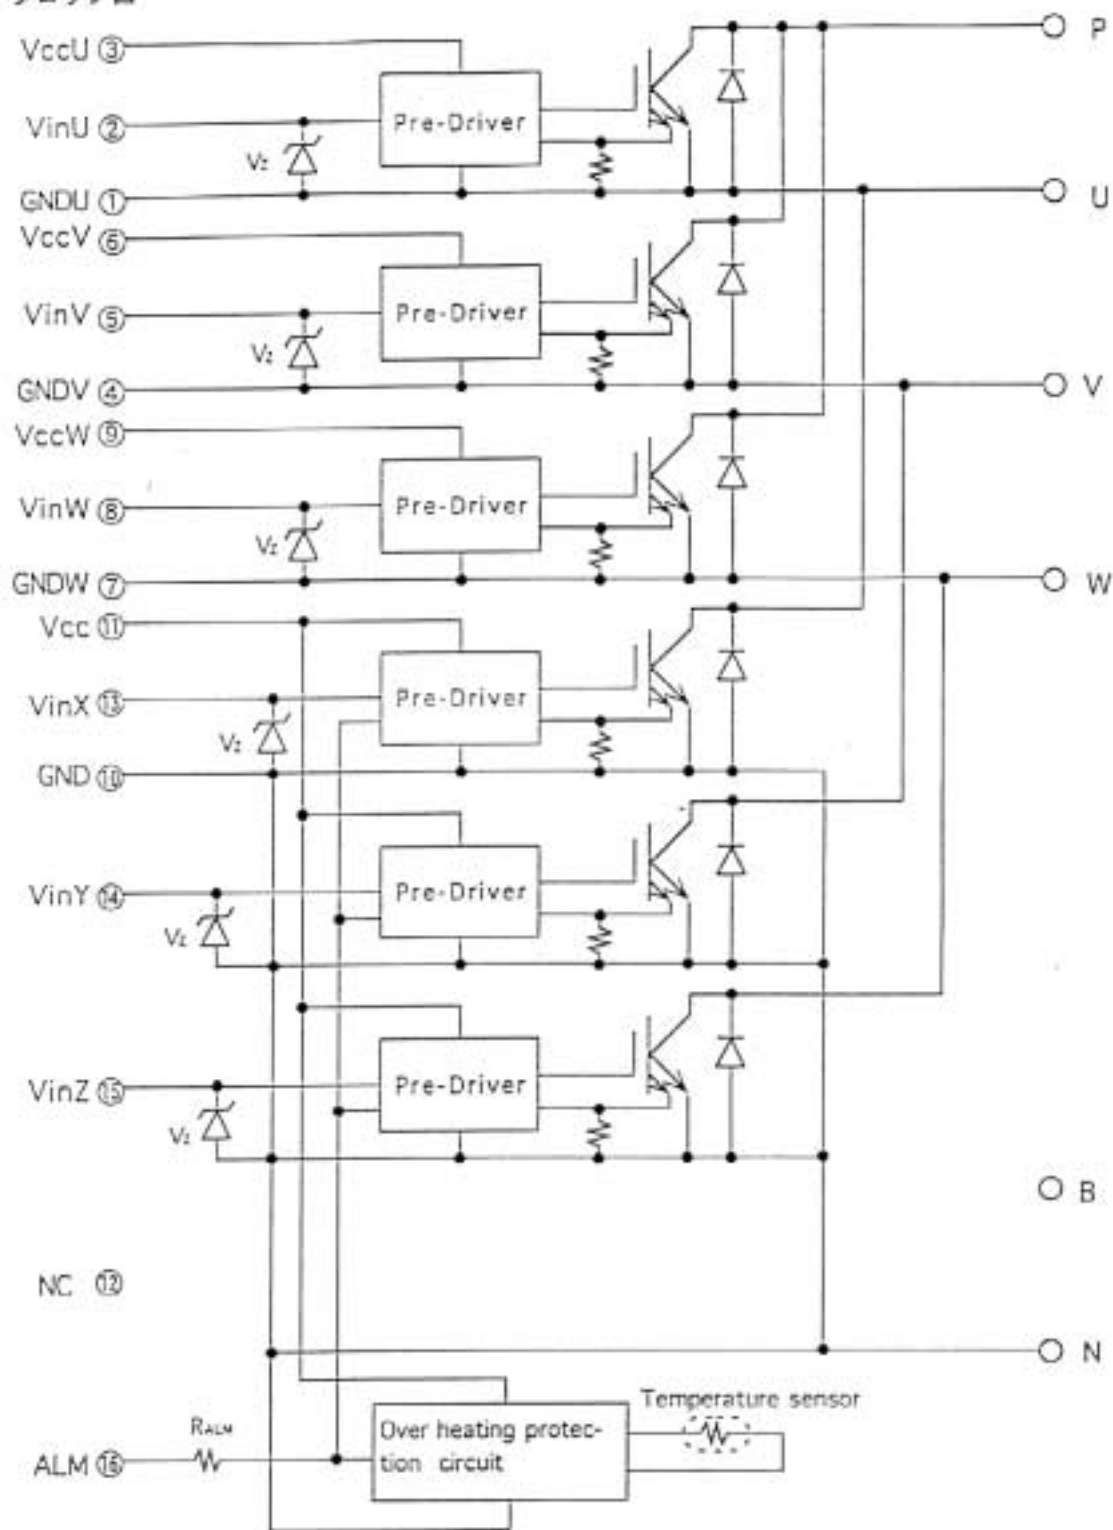 VccU ③
P
VinU ②
Pre-Driver
Vz
GNDU ①
U
VccV ⑥
VinV ⑤
Pre-Driver
Vz
GNDV ④
V
VccW ⑨
VinW ⑧
Pre-Driver
Vz
GNDW ⑦
W
Vcc ⑪
VinX ⑬
Pre-Driver
Vz
GND ⑩
VinY ⑭
Pre-Driver
Vz
VinZ ⑮
Pre-Driver
Vz
B
NC ⑫
N
Temperature sensor
RALM
Over heating protec-
tion circuit
ALM ⑯